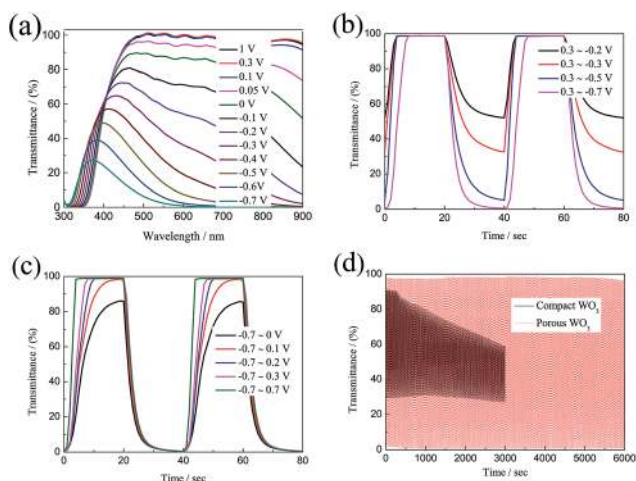 (a)
Transmittance / (%)
100
80
60
40
20
0
300 400 500 600 700 800 900
Wavelength / nm
1 V
0.3 V
0.1 V
0.05 V
0 V
-0.1 V
-0.2 V
-0.3 V
-0.4 V
-0.5 V
-0.6V
-0.7 V
(b)
Transmittance / (%)
100
80
60
40
20
0
0 20 40 60 80
Time / sec
0.3 ~ -0.2 V
0.3 ~ -0.3 V
0.3 ~ -0.5 V
0.3 ~ -0.7 V
(c)
Transmittance / (%)
100
80
60
40
20
0
0 20 40 60 80
Time / sec
-0.7 ~ 0 V
-0.7 ~ 0.1 V
-0.7 ~ 0.2 V
-0.7 ~ 0.3 V
-0.7 ~ 0.7 V
(d)
Transmittance / (%)
100
80
60
40
20
0
0 1000 2000 3000 4000 5000 6000
Time / sec
Compact WO3
Porous WO3